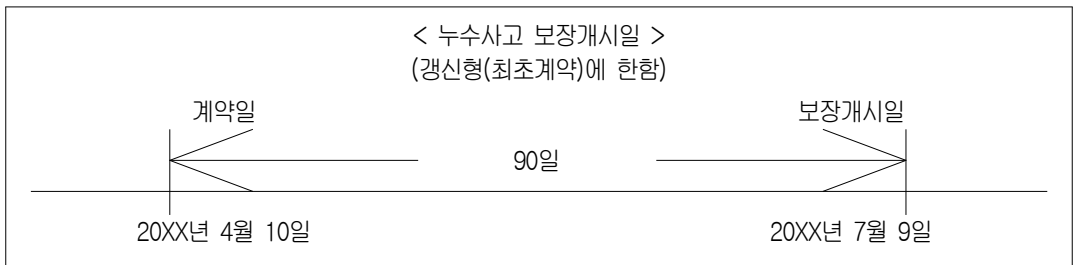 < 누수사고 보장개시일 >
(갱신형(최초계약)에 한함)
계약일 보장개시일
90일
20XX년 4월 10일 20XX년 7월 9일